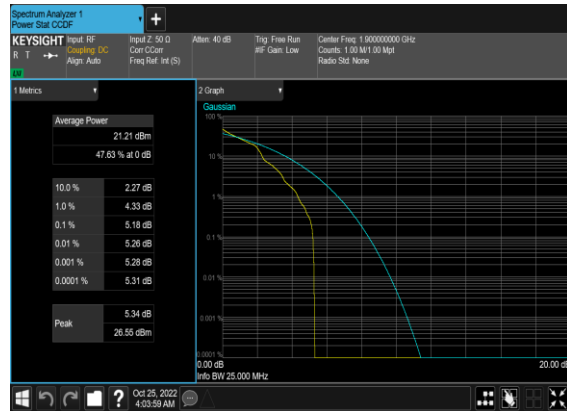 Spectrum Analyzer 1
Power Stat CCDF
KEYSIGHT
R T
LV
Input: RF
Coupling: DC
Align: Auto
Input Z: 50 Ω
Corr CCorr
Freq Ref: Int (S)
Atten: 40 dB
Trig: Free Run
#IF Gain: Low
Center Freq: 1.900000000 GHz
Counts: 1.00 M/1.00 Mpt
Radio Std: None
1 Metrics
Average Power
21.21 dBm
47.63 % at 0 dB
10.0 % 2.27 dB
1.0 % 4.33 dB
0.1 % 5.18 dB
0.01 % 5.26 dB
0.001 % 5.28 dB
0.0001 % 5.31 dB
Peak
5.34 dB
26.55 dBm
2 Graph
Gaussian
100 %
10 %
1 %
0.1 %
0.01 %
0.001 %
0.0001 %
0.00 dB
20.00 dB
Info BW 25.000 MHz
?
Oct 25, 2022
4:03:59 AM